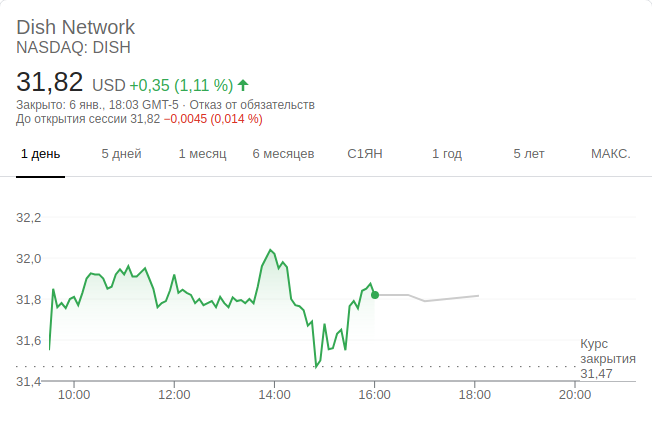 Dish Network
NASDAQ: DISH
31,82 USD +0,35 (1,11 %)
Закрыто: 6 янв., 18:03 GMT-5 · Отказ от обязательств
До открытия сессии 31,82 −0,0045 (0,014 %)
1 день 5 дней 1 месяц 6 месяцев С1ЯН 1 год 5 лет МАКС.
32,2
32,0
31,8
31,6
31,4
Курс
закрытия
31,47
10:00 12:00 14:00 16:00 18:00 20:00